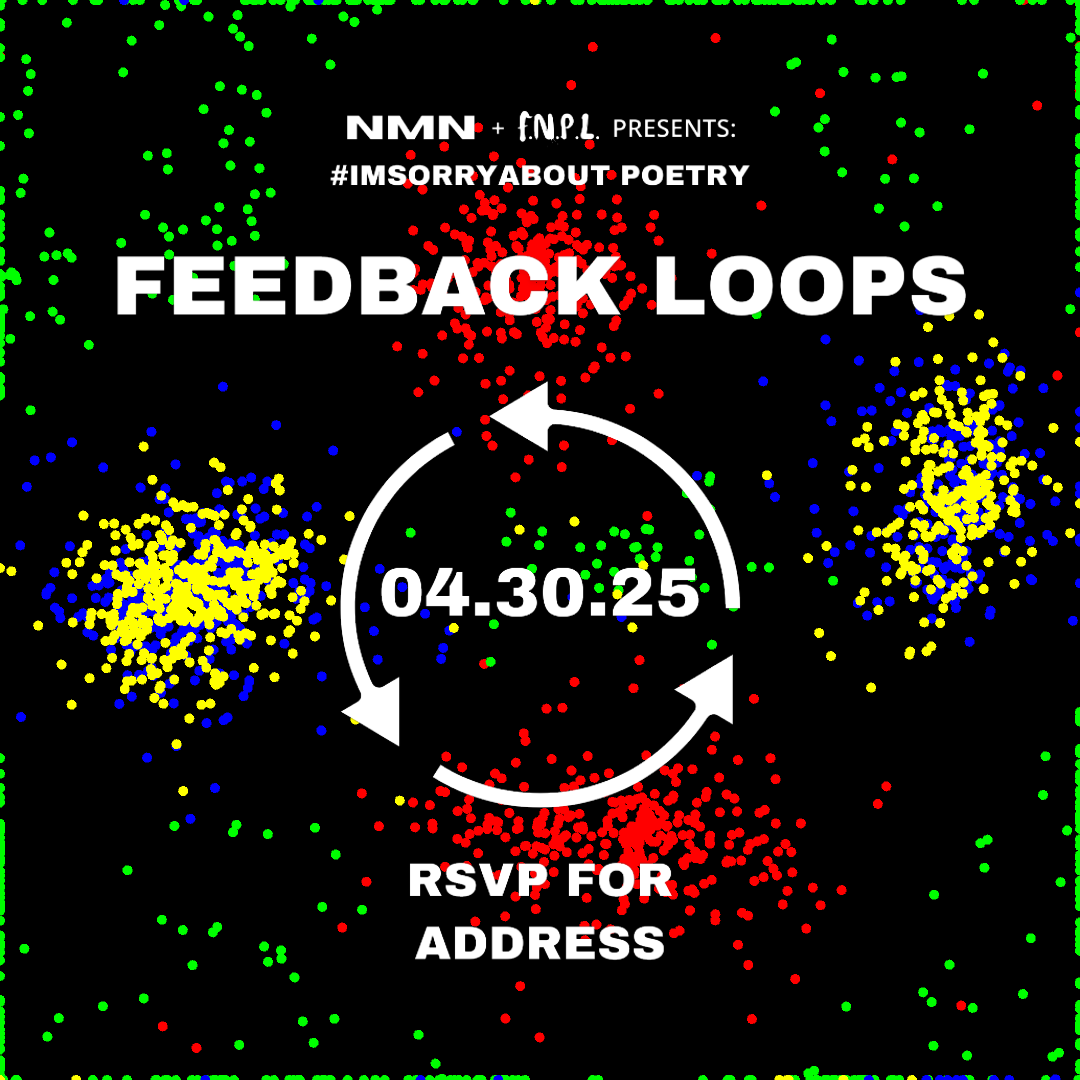 NMN + F.N.P.L. PRESENTS:
#IMSORRYABOUT POETRY
FEEDBACK LOOPS
04.30.25
RSVP FOR
ADDRESS